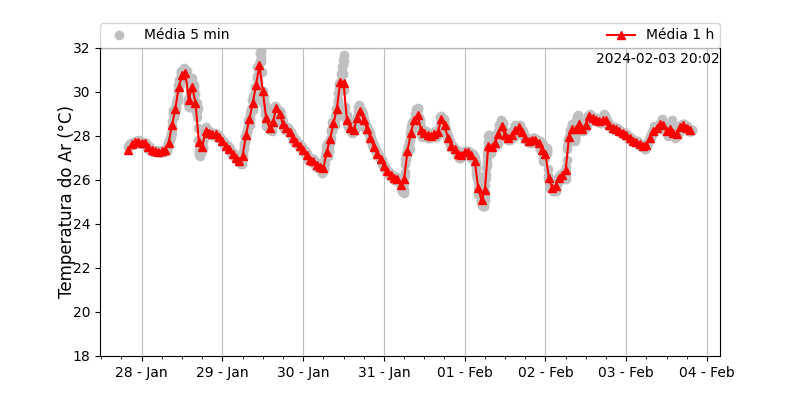 Média 5 min
Média 1 h
2024-02-03 20:02
Temperatura do Ar (°C)
32
30
28
26
24
22
20
18
28 - Jan
29 - Jan
30 - Jan
31 - Jan
01 - Feb
02 - Feb
03 - Feb
04 - Feb